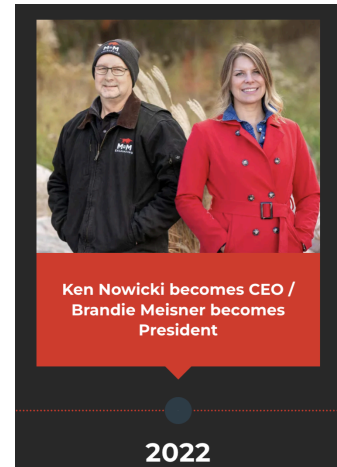 M&M
M&M
Ken Nowicki becomes CEO /
Brandie Meisner becomes
President
2022